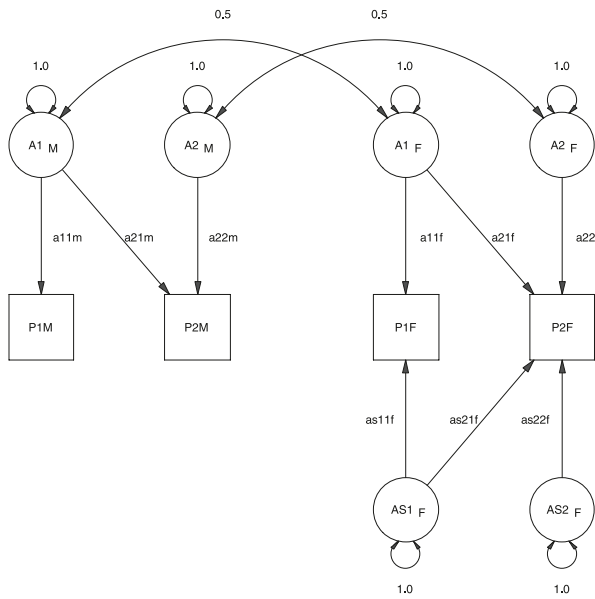 0.5 0.5
1.0 1.0 1.0 1.0
A1 M A2 M A1 F A2 F
a11m a21m a22m a11f a21f a22
P1M P2M P1F P2F
as11f as21f as22f
AS1 F AS2 F
1.0 1.0